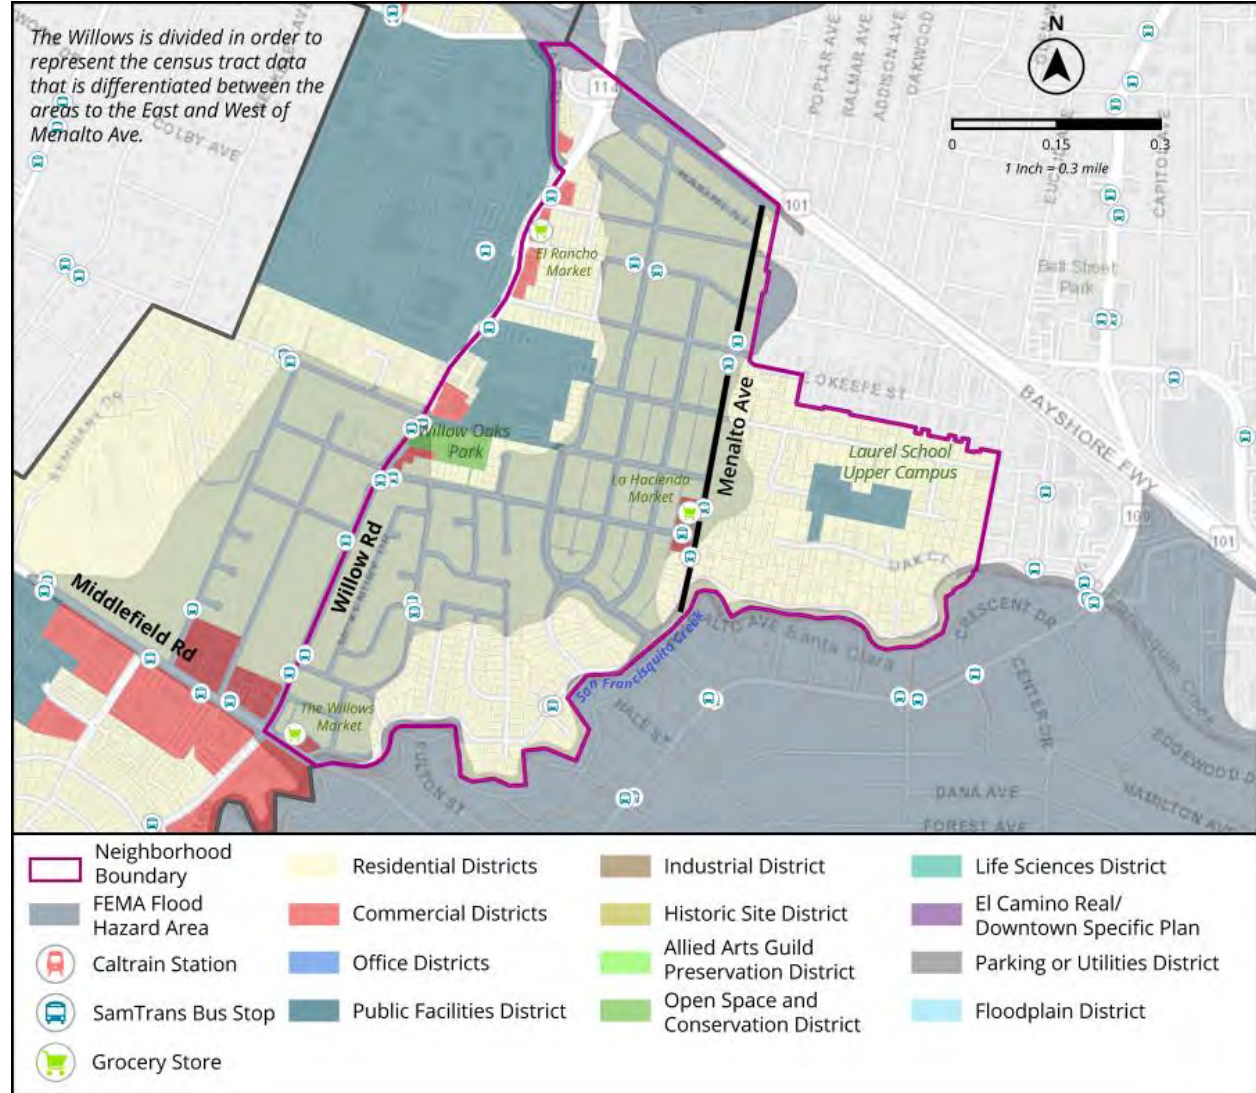 The Willows is divided in order to
represent the census tract data
that is differentiated between the
areas to the East and West of
Menalto Ave.
COLBY AVE
N
0
0.15
0.3
1 Inch = 0.3 mile
POPLAR AVE
RALMAR AVE
ADDISON AVE
OAKWOOD
EUCLID AVE
CAPITOL AVE
114
101
El Rancho
Market
Bell Street
Park
O KEEFE ST
BAYSHORE FWY
Menalto Ave
Willow Oaks
Park
Laurel School
Upper Campus
La Hacienda
Market
109
101
SEMINARY DR
Willow Rd
OAK CT
Middlefield Rd
CRESCENT DR
Santa Clara
San Francisquito Creek
CENTER DR
HALE ST
The Willows
Market
FULTON ST
EDGEWOOD D
HAMILTON AVE
DANA AVE
FOREST AVE
Neighborhood
Boundary
FEMA Flood
Hazard Area
Caltrain Station
SamTrans Bus Stop
Grocery Store
Residential Districts
Commercial Districts
Office Districts
Public Facilities District
Industrial District
Historic Site District
Allied Arts Guild
Preservation District
Open Space and
Conservation District
Life Sciences District
El Camino Real/
Downtown Specific Plan
Parking or Utilities District
Floodplain District